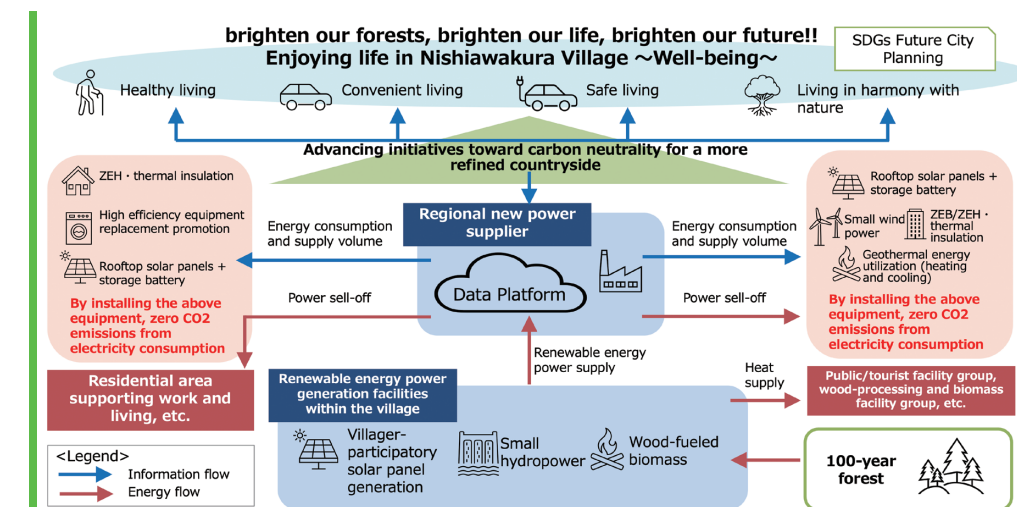 brighten our forests, brighten our life, brighten our future!!
Enjoying life in Nishiawakura Village ～Well-being～
SDGs Future City
Planning
Healthy living
Convenient living
Safe living
Living in harmony with
nature
Advancing initiatives toward carbon neutrality for a more
refined countryside
ZEH・thermal insulation
High efficiency equipment
replacement promotion
Rooftop solar panels +
storage battery
By installing the above
equipment, zero CO2
emissions from
electricity consumption
Residential area
supporting work and
living, etc.
Energy consumption
and supply volume
Power sell-off
Regional new power
supplier
Data Platform
Energy consumption
and supply volume
Power sell-off
Rooftop solar panels +
storage battery
Small wind
power
ZEB/ZEH・
thermal
insulation
Geothermal energy
utilization (heating
and cooling)
By installing the above
equipment, zero CO2
emissions from
electricity consumption
Public/tourist facility group,
wood-processing and biomass
facility group, etc.
Renewable energy
power supply
Heat
supply
Renewable energy power
generation facilities
within the village
Villager-
participatory
solar panel
generation
Small
hydropower
Wood-fueled
biomass
100-year
forest
<Legend>
Information flow
Energy flow